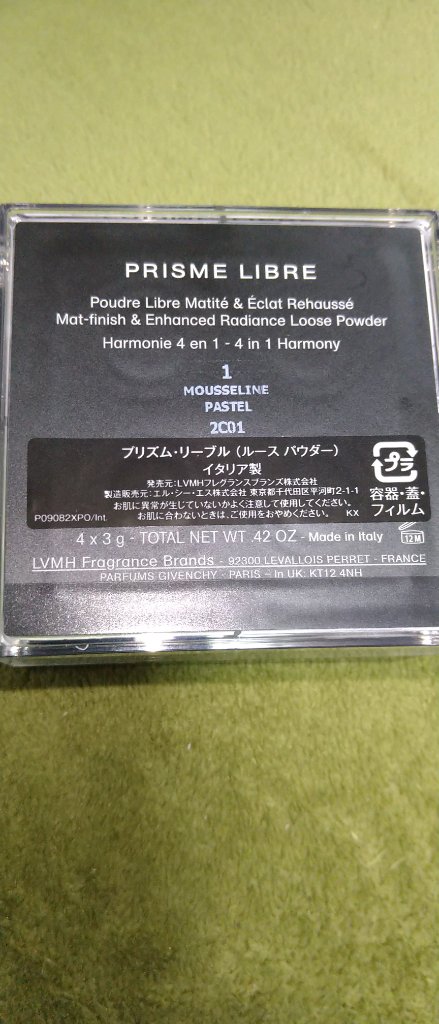 PRISME LIBRE
Poudre Libre Matité & Éclat Rehaussé
Mat-finish & Enhanced Radiance Loose Powder
Harmonie 4 en 1 - 4 in 1 Harmony
1
MOUSSELINE
PASTEL
2C01
プリズム・リーブル（ルース パウダー）
イタリア製
発売元:LVMHフレグランスブランズ株式会社
製造販売元:エル・シー・エス株式会社 東京都千代田区平河町2-1-1
お肌に異常が生じていないかよく注意して使用してください。
お肌に合わないときは、ご使用をおやめください。
P09082XPO/Int.
KX
プラ
容器・蓋・
フィルム
4 x 3 g - TOTAL NET WT .42 OZ - Made in Italy
12M
LVMH Fragrance Brands - 92300 LEVALLOIS PERRET - FRANCE
PARFUMS GIVENCHY - PARIS - In UK: KT12 4NH